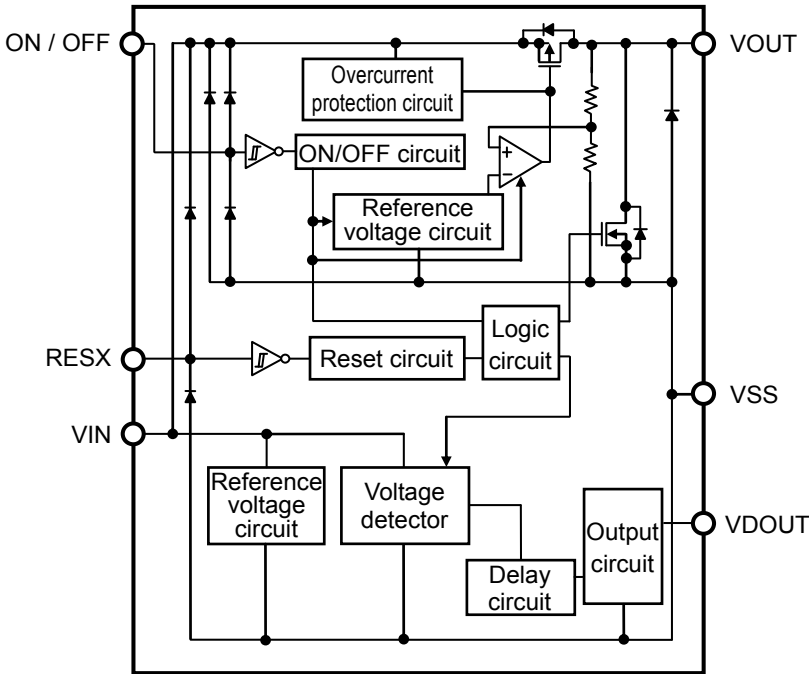 ON / OFF
VOUT
Overcurrent
protection circuit
+
−
ON/OFF circuit
Reference
voltage circuit
Logic
circuit
RESX
Reset circuit
VSS
VIN
Reference
voltage
circuit
Voltage
detector
Output
circuit
VDOUT
Delay
circuit